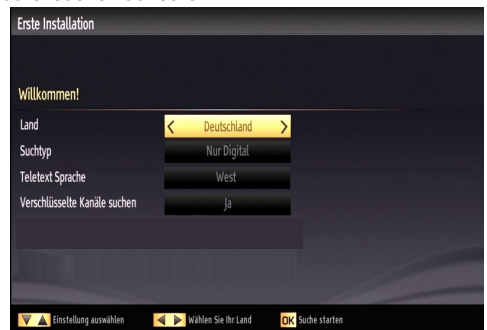 Erste Installation
Willkommen!
Land Deutschland
Suchtyp Nur Digital
Teletext Sprache West
Verschlüsselte Kanäle suchen Ja
Einstellung auswählen Wählen Sie Ihr Land OK Suche starten